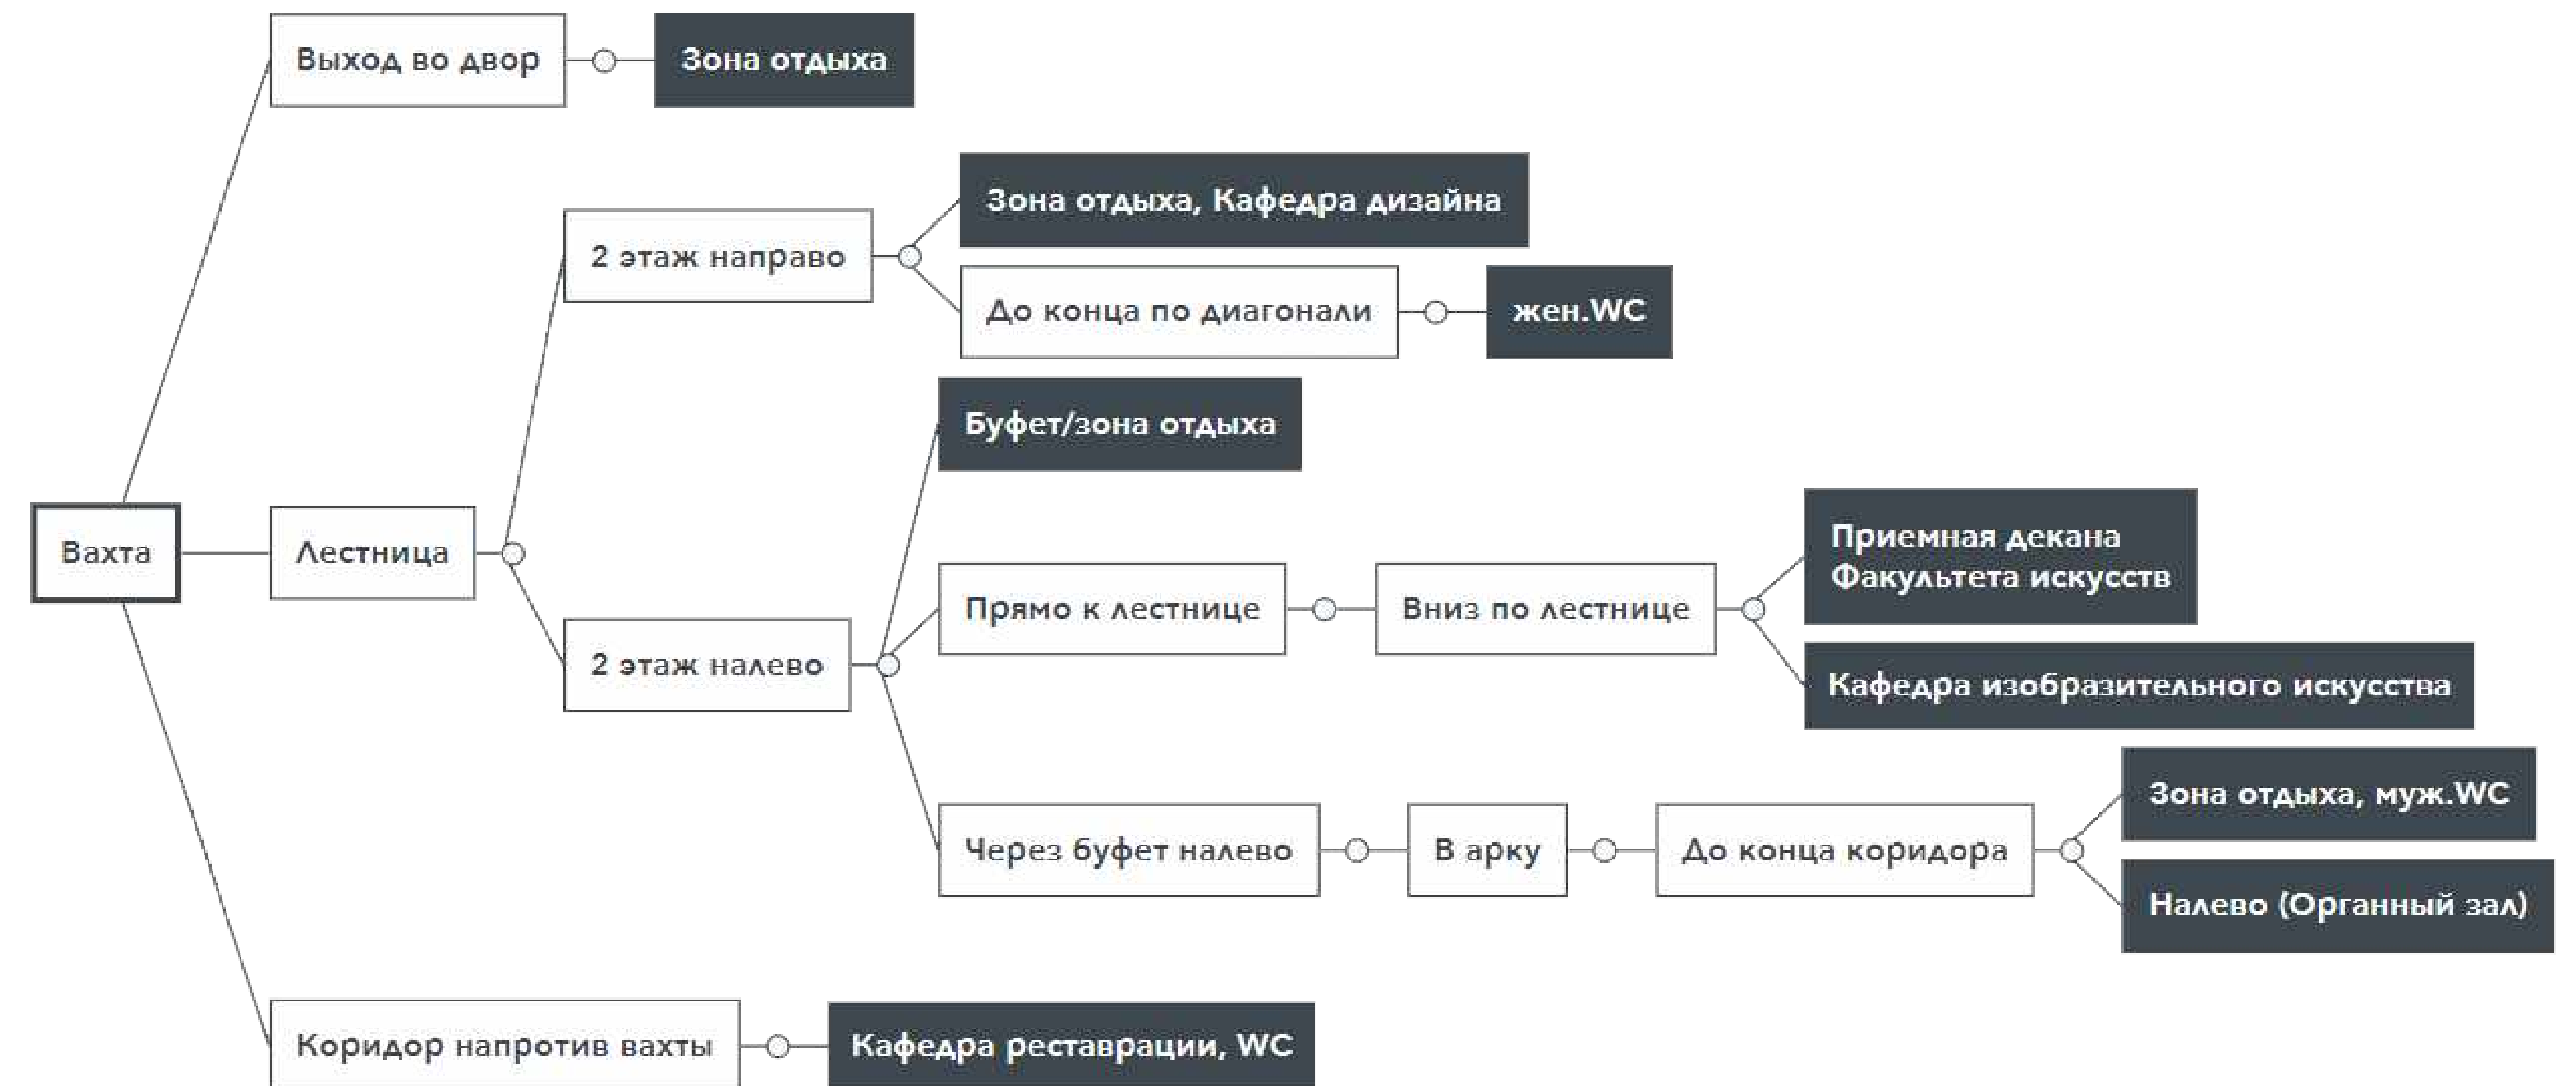 Выход во двор
Зона отдыха
Зона отдыха, Кафедра дизайна
2 этаж направо
До конца по диагонали
жен.WC
Буфет/зона отдыха
Вахта
Лестница
Приемная декана
Факультета искусств
Прямо к лестнице
Вниз по лестнице
2 этаж налево
Кафедра изобразительного искусства
Зона отдыха, муж.WC
Через буфет налево
В арку
До конца коридора
Налево (Органный зал)
Коридор напротив вахты
Кафедра реставрации, WC